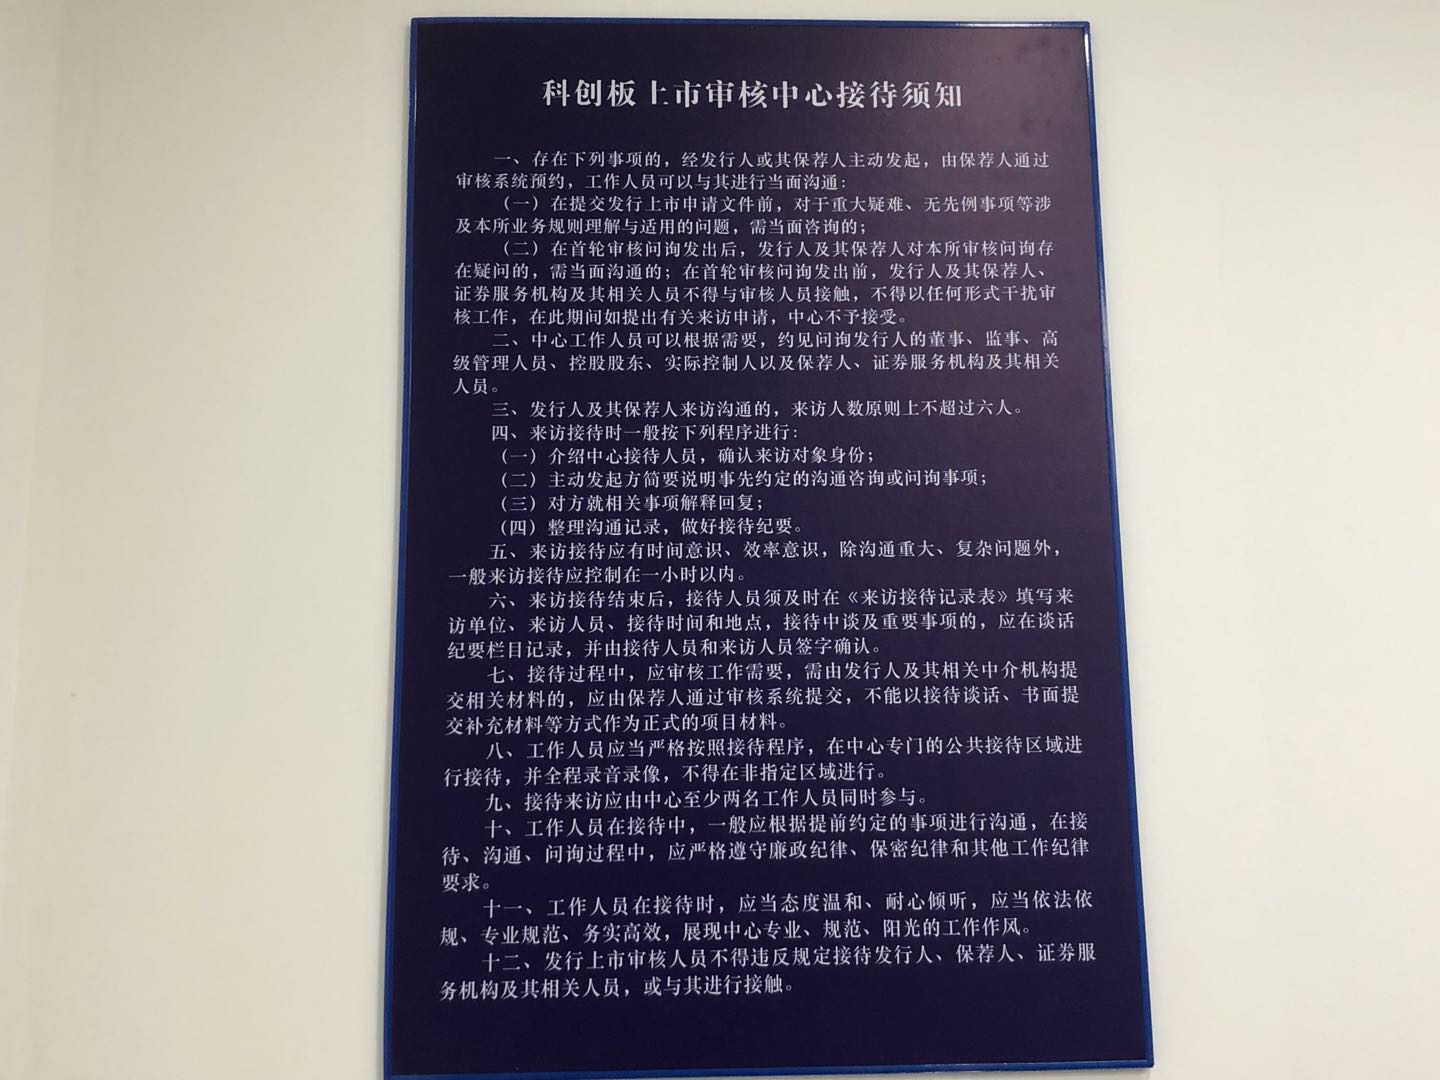 科创板上市审核中心接待须知
一、存在下列事项的，经发行人或其保荐人主动发起，由保荐人通过
审核系统预约，工作人员可以与其进行当面沟通：
（一）在提交发行上市申请文件前，对于重大疑难、无先例事项等涉
及本所业务规则理解与适用的问题，需当面咨询的；
（二）在首轮审核问询发出后，发行人及其保荐人对本所审核问询存
在疑问的，需当面沟通的；在首轮审核问询发出前，发行人及其保荐人、
证券服务机构及其相关人员不得与审核人员接触，不得以任何形式干扰审
核工作，在此期间如提出有关来访申请，中心不予接受。
二、中心工作人员可以根据需要，约见问询发行人的董事、监事、高
级管理人员、控股股东、实际控制人以及保荐人、证券服务机构及其相关
人员。
三、发行人及其保荐人来访沟通的，来访人数原则上不超过六人。
四、来访接待时一般按下列程序进行：
（一）介绍中心接待人员，确认来访对象身份；
（二）主动发起方简要说明事先约定的沟通咨询或问询事项；
（三）对方就相关事项解释回复；
（四）整理沟通记录，做好接待纪要。
五、来访接待应有时间意识、效率意识，除沟通重大、复杂问题外，
一般来访接待应控制在一小时以内。
六、来访接待结束后，接待人员须及时在《来访接待记录表》填写来
访单位、来访人员、接待时间和地点，接待中谈及重要事项的，应在谈话
纪要栏目记录，并由接待人员和来访人员签字确认。
七、接待过程中，应审核工作需要，需由发行人及其相关中介机构提
交相关材料的，应由保荐人通过审核系统提交，不能以接待谈话、书面提
交补充材料等方式作为正式的项目材料。
八、工作人员应当严格按照接待程序，在中心专门的公共接待区域进
行接待，并全程录音录像，不得在非指定区域进行。
九、接待来访应由中心至少两名工作人员同时参与。
十、工作人员在接待中，一般应根据提前约定的事项进行沟通，在接
待、沟通、问询过程中，应严格遵守廉政纪律、保密纪律和其他工作纪律
要求。
十一、工作人员在接待时，应当态度温和、耐心倾听，应当依法依
规、专业规范、务实高效，展现中心专业、规范、阳光的工作作风。
十二、发行上市审核人员不得违反规定接待发行人、保荐人、证券服
务机构及其相关人员，或与其进行接触。